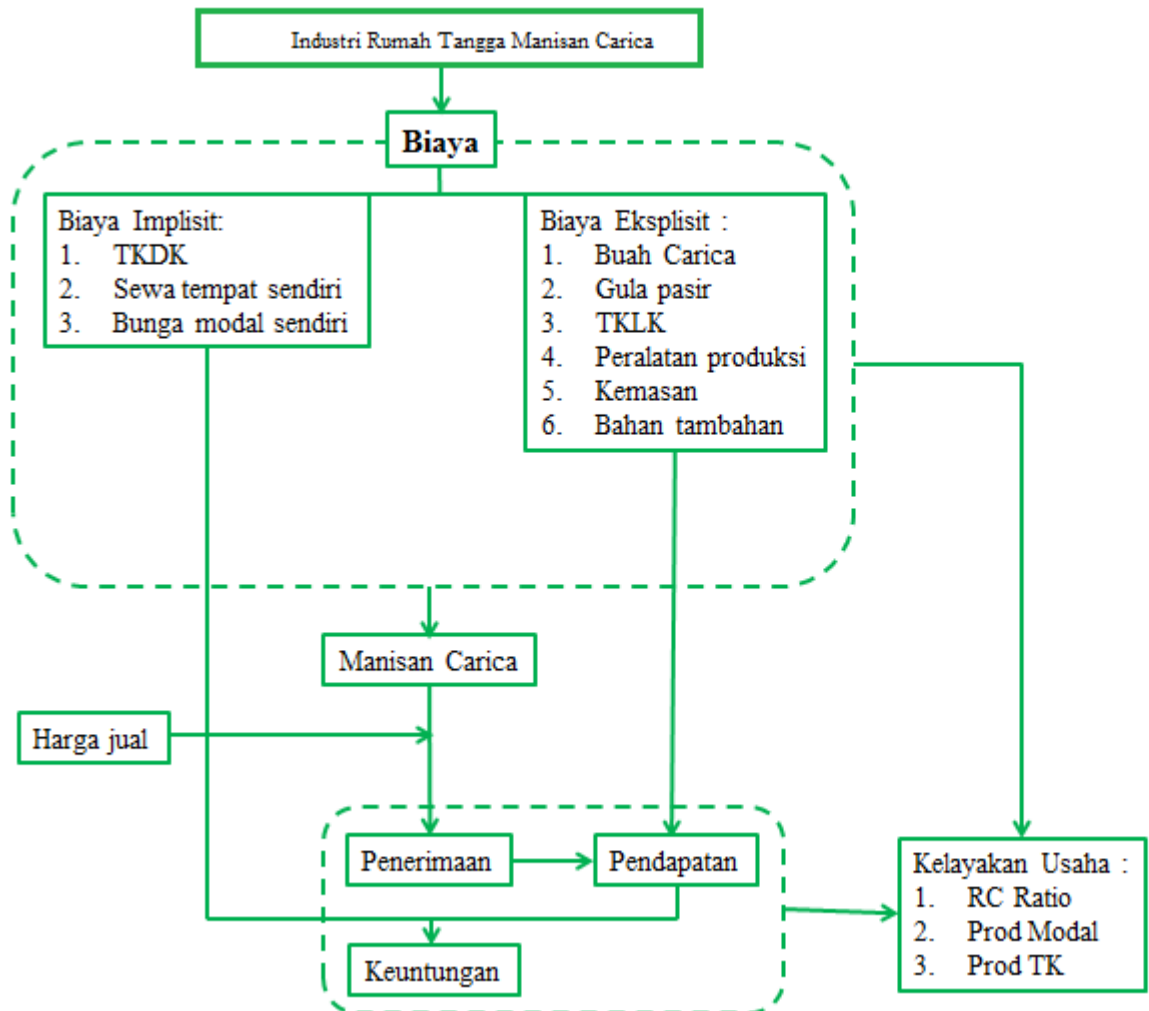 Industri Rumah Tangga Manisan Carica
Biaya
Biaya Implisit:
1. TKDK
2. Sewa tempat sendiri
3. Bunga modal sendiri
Biaya Eksplisit :
1. Buah Carica
2. Gula pasir
3. TKLK
4. Peralatan produksi
5. Kemasan
6. Bahan tambahan
Manisan Carica
Harga jual
Penerimaan
Pendapatan
Keuntungan
Kelayakan Usaha :
1. RC Ratio
2. Prod Modal
3. Prod TK